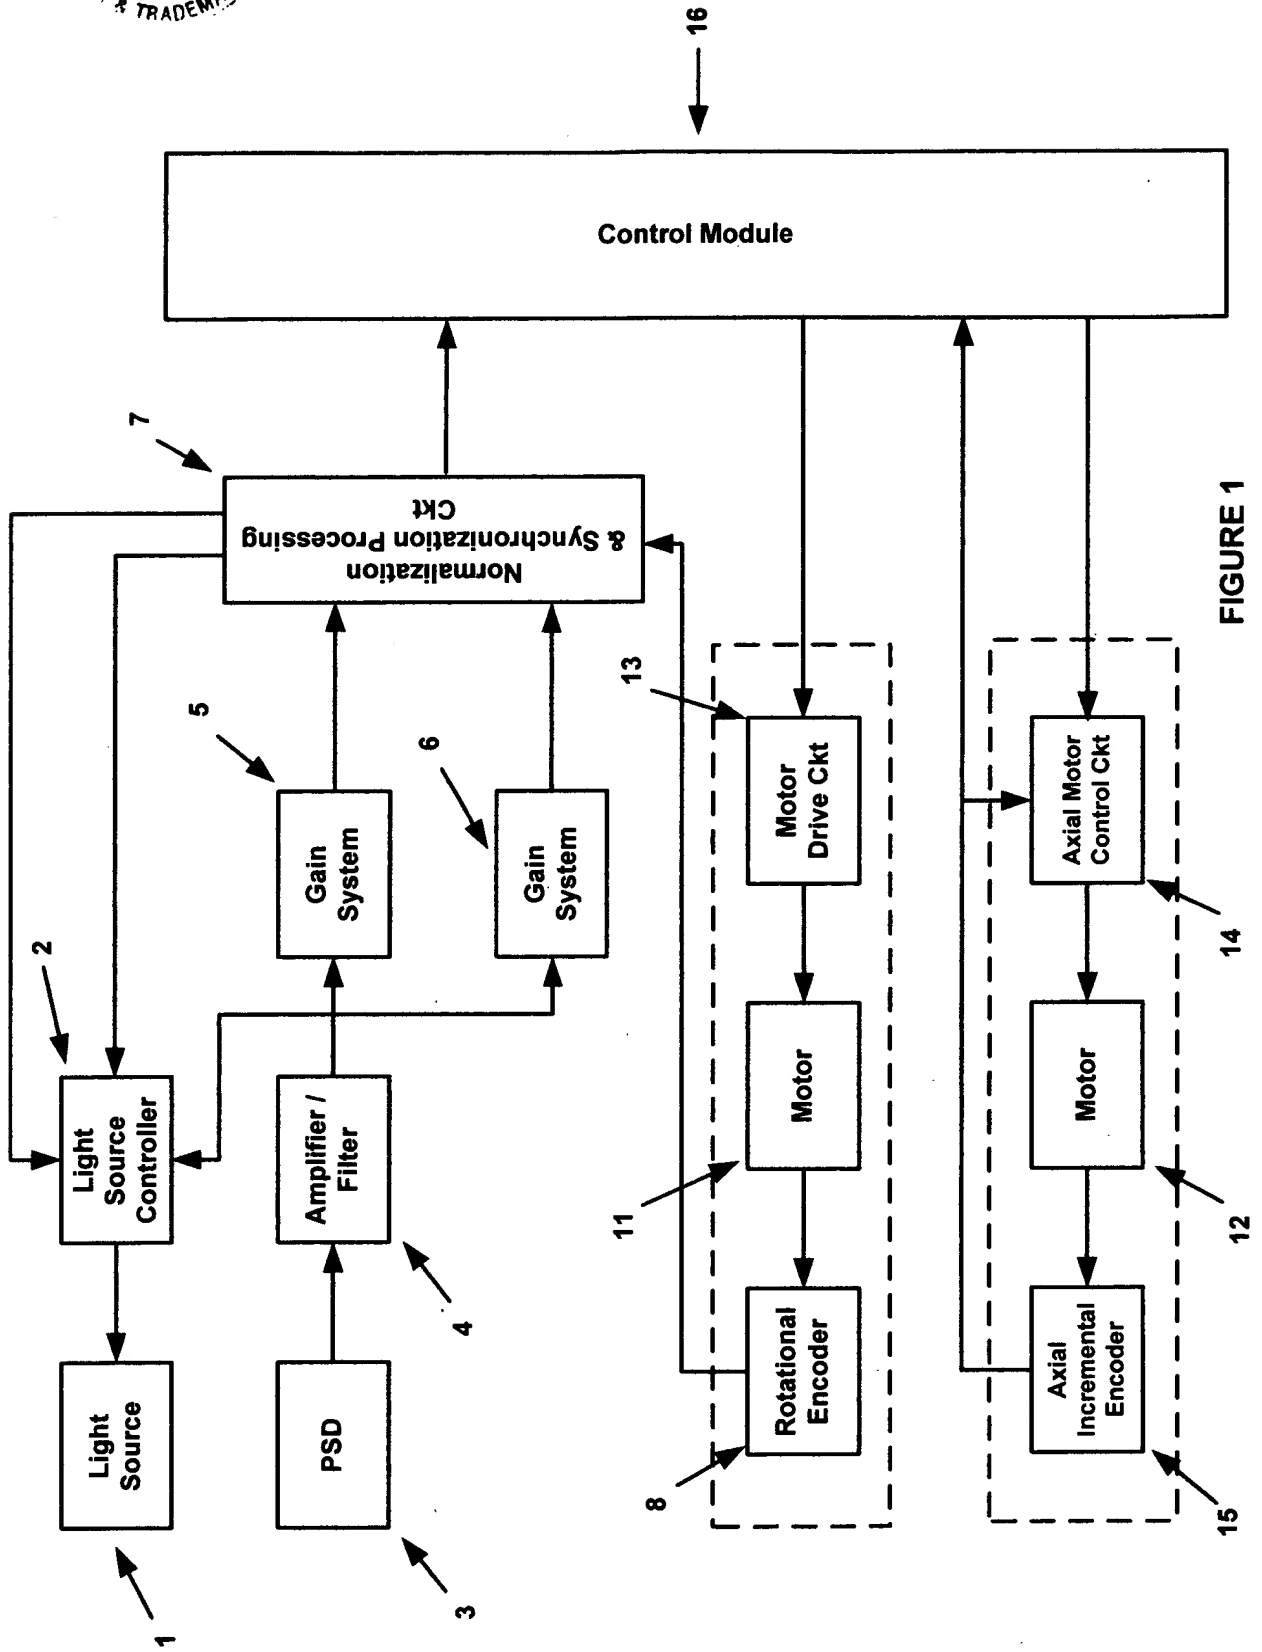 & TRADEM
16
Control Module
7
Normalization
& Synchronization Processing
Ckt
5
Gain
System
6
Gain
System
2
Light
Source
Controller
Amplifier /
Filter
4
Light
Source
1
PSD
3
13
Motor
Drive Ckt
Motor
11
Rotational
Encoder
8
Axial Motor
Control Ckt
14
Motor
12
Axial
Incremental
Encoder
15
FIGURE 1